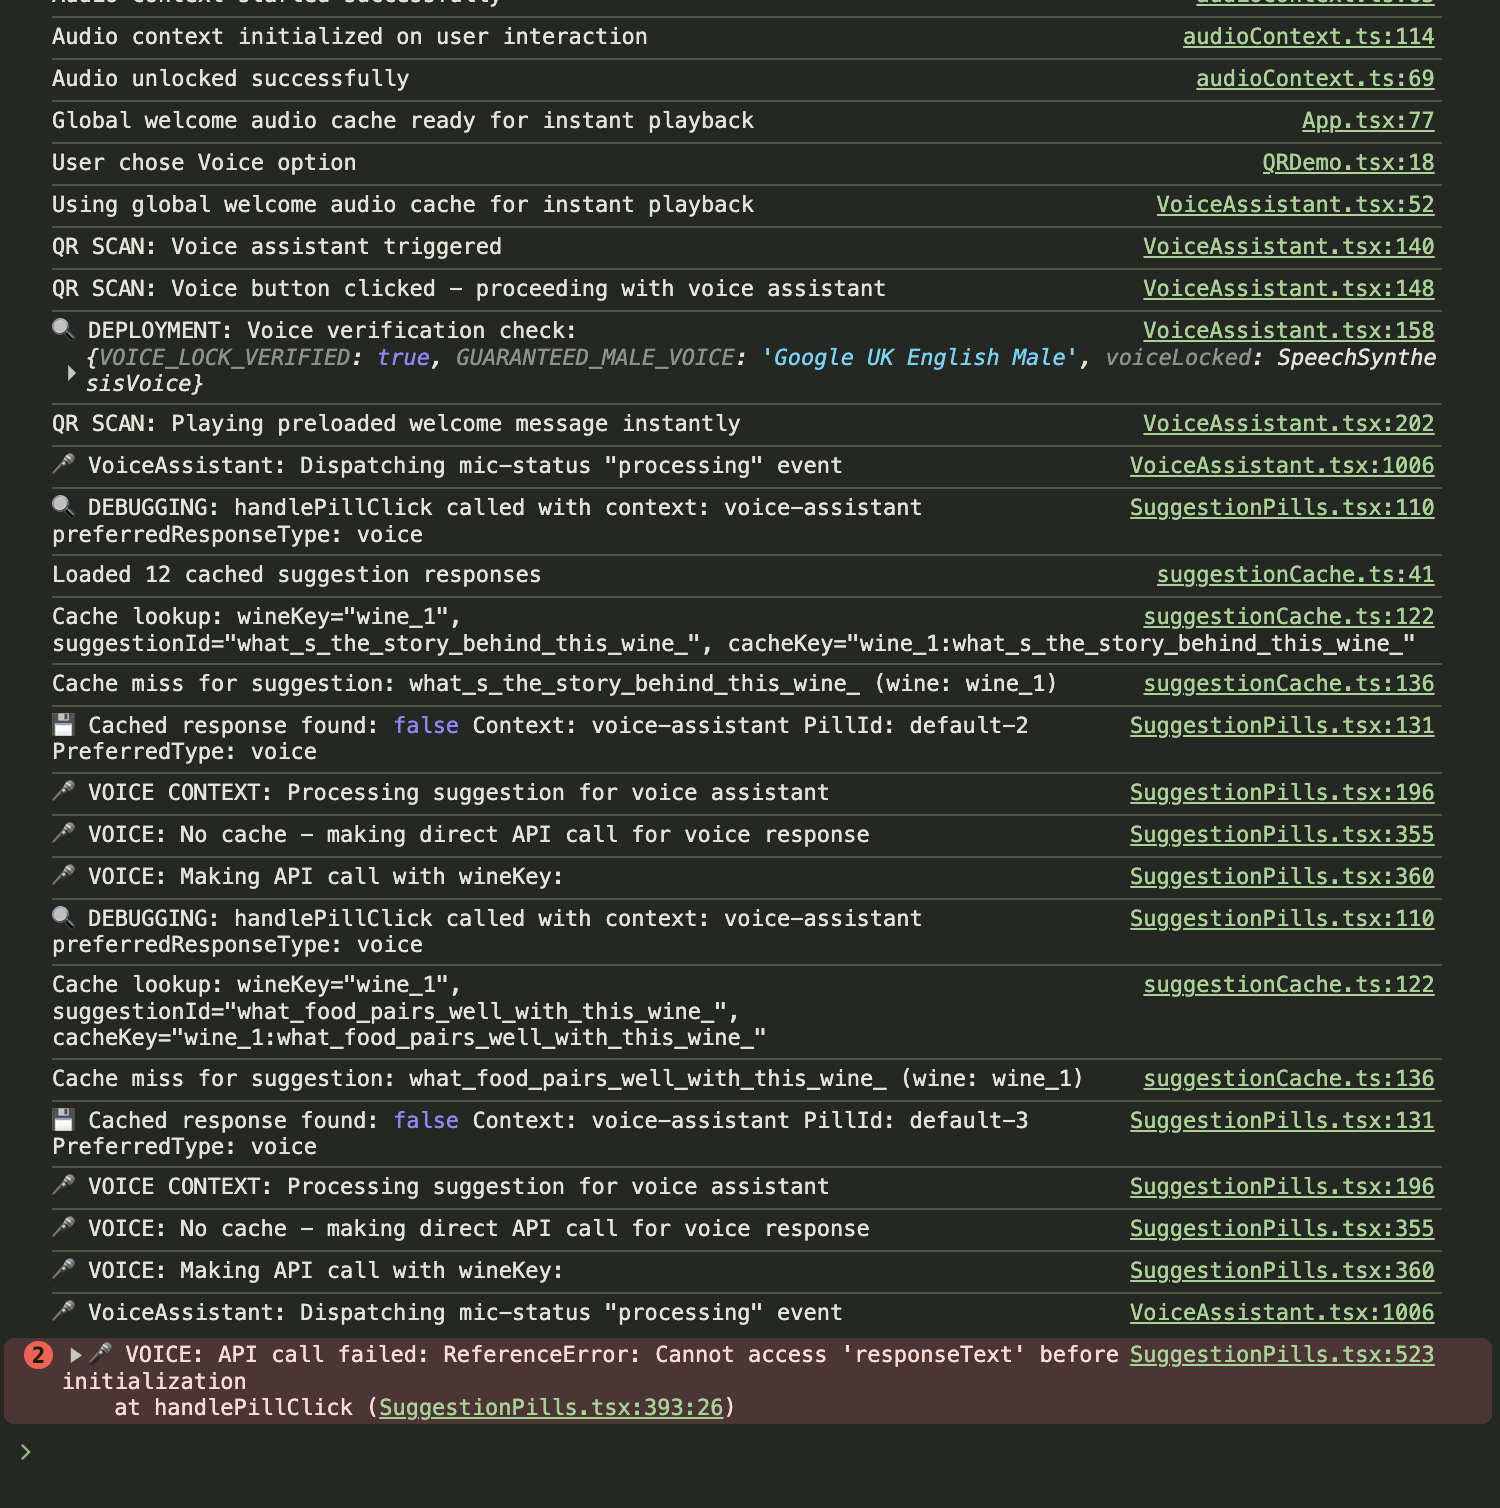 Audio context started successfully audioContext.ts:63
Audio context initialized on user interaction audioContext.ts:114
Audio unlocked successfully audioContext.ts:69
Global welcome audio cache ready for instant playback App.tsx:77
User chose Voice option QRDemo.tsx:18
Using global welcome audio cache for instant playback VoiceAssistant.tsx:52
QR SCAN: Voice assistant triggered VoiceAssistant.tsx:140
QR SCAN: Voice button clicked – proceeding with voice assistant VoiceAssistant.tsx:148
🔍 DEPLOYMENT: Voice verification check: VoiceAssistant.tsx:158
{VOICE_LOCK_VERIFIED: true, GUARANTEED_MALE_VOICE: 'Google UK English Male', voiceLocked: SpeechSynthe
sisVoice}
QR SCAN: Playing preloaded welcome message instantly VoiceAssistant.tsx:202
🎤 VoiceAssistant: Dispatching mic-status "processing" event VoiceAssistant.tsx:1006
🔍 DEBUGGING: handlePillClick called with context: voice-assistant SuggestionPills.tsx:110
preferredResponseType: voice
Loaded 12 cached suggestion responses suggestionCache.ts:41
Cache lookup: wineKey="wine_1", suggestionCache.ts:122
suggestionId="what_s_the_story_behind_this_wine_", cacheKey="wine_1:what_s_the_story_behind_this_wine_"
Cache miss for suggestion: what_s_the_story_behind_this_wine_ (wine: wine_1) suggestionCache.ts:136
💾 Cached response found: false Context: voice-assistant PillId: default-2 SuggestionPills.tsx:131
PreferredType: voice
🎤 VOICE CONTEXT: Processing suggestion for voice assistant SuggestionPills.tsx:196
🎤 VOICE: No cache – making direct API call for voice response SuggestionPills.tsx:355
🎤 VOICE: Making API call with wineKey: SuggestionPills.tsx:360
🔍 DEBUGGING: handlePillClick called with context: voice-assistant SuggestionPills.tsx:110
preferredResponseType: voice
Cache lookup: wineKey="wine_1", suggestionCache.ts:122
suggestionId="what_food_pairs_well_with_this_wine_",
cacheKey="wine_1:what_food_pairs_well_with_this_wine_"
Cache miss for suggestion: what_food_pairs_well_with_this_wine_ (wine: wine_1) suggestionCache.ts:136
💾 Cached response found: false Context: voice-assistant PillId: default-3 SuggestionPills.tsx:131
PreferredType: voice
🎤 VOICE CONTEXT: Processing suggestion for voice assistant SuggestionPills.tsx:196
🎤 VOICE: No cache – making direct API call for voice response SuggestionPills.tsx:355
🎤 VOICE: Making API call with wineKey: SuggestionPills.tsx:360
🎤 VoiceAssistant: Dispatching mic-status "processing" event VoiceAssistant.tsx:1006
2 🎤 VOICE: API call failed: ReferenceError: Cannot access 'responseText' before SuggestionPills.tsx:523
initialization
at handlePillClick (SuggestionPills.tsx:393:26)